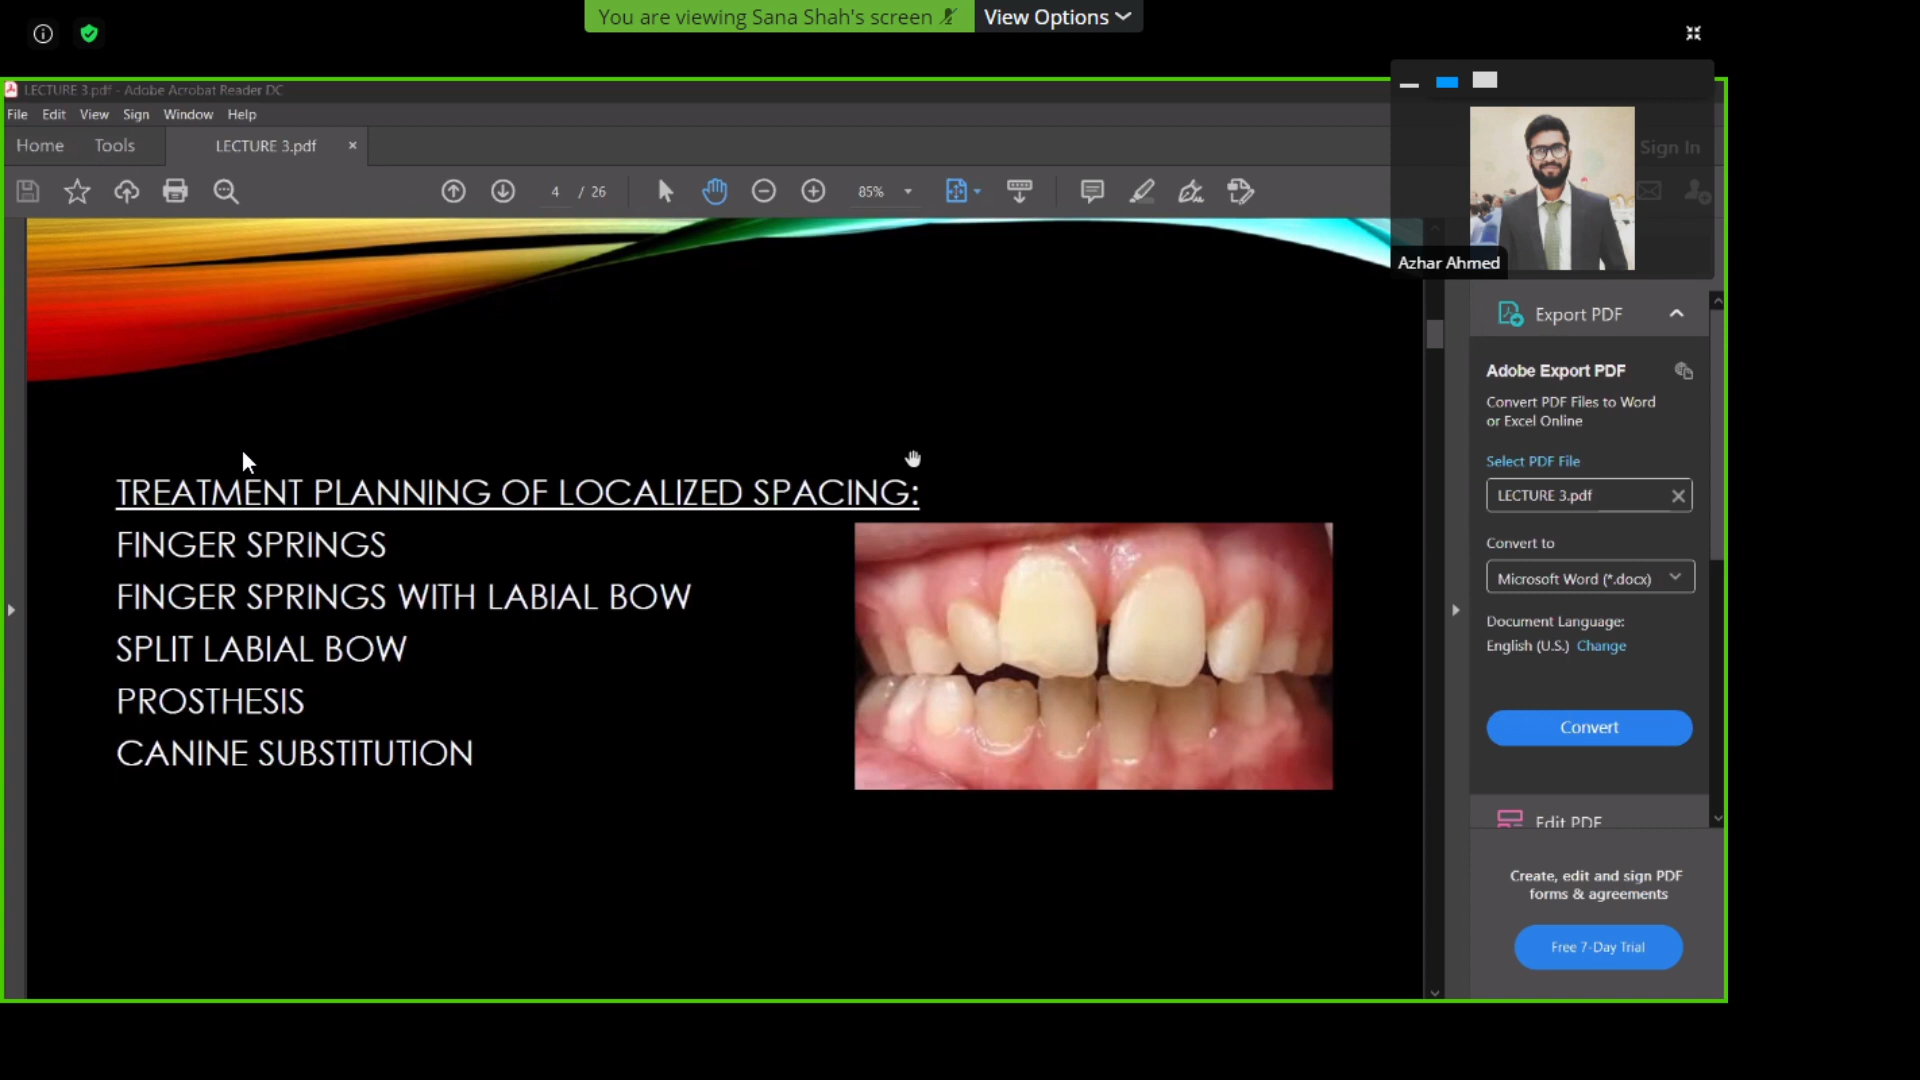 You are viewing Sana Shah's screen
View Options
LECTURE 3.pdf - Adobe Acrobat Reader DC
File Edit View Sign Window Help
Home Tools LECTURE 3.pdf
Sign In
4 / 26
85%
Azhar Ahmed
TREATMENT PLANNING OF LOCALIZED SPACING:
FINGER SPRINGS
FINGER SPRINGS WITH LABIAL BOW
SPLIT LABIAL BOW
PROSTHESIS
CANINE SUBSTITUTION
Export PDF
Adobe Export PDF
Convert PDF Files to Word
or Excel Online
Select PDF File
LECTURE 3.pdf
Convert to
Microsoft Word (*.docx)
Document Language:
English (U.S.) Change
Convert
Edit PDF
Create, edit and sign PDF
forms & agreements
Free 7-Day Trial